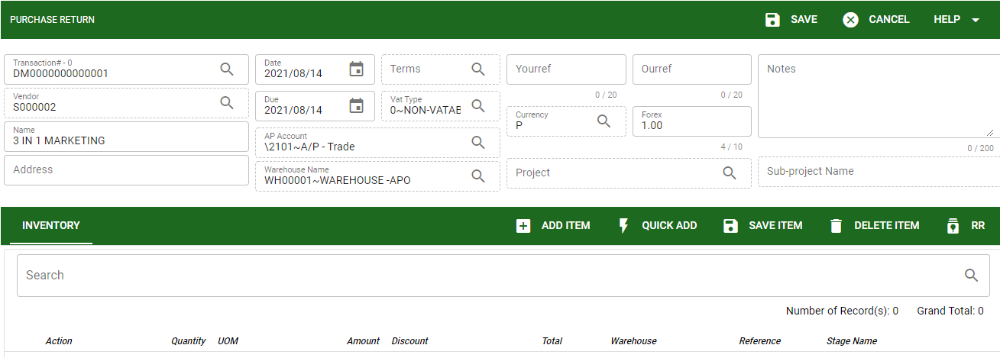 PURCHASE RETURN SAVE CANCEL HELP
Transaction# - 0
DM0000000000001
Vendor
S000002
Name
3 IN 1 MARKETING
Address
Date
2021/08/14
Due
2021/08/14
Terms
Vat Type
0~NON-VATAB
AP Account
\2101~A/P - Trade
Warehouse Name
WH00001~WAREHOUSE -APO
Yourref
0 / 20
Ourref
0 / 20
Currency
P
Forex
1.00
4 / 10
Project
Notes
0 / 200
Sub-project Name
INVENTORY ADD ITEM QUICK ADD SAVE ITEM DELETE ITEM RR
Search
Number of Record(s): 0 Grand Total: 0
Action Quantity UOM Amount Discount Total Warehouse Reference Stage Name